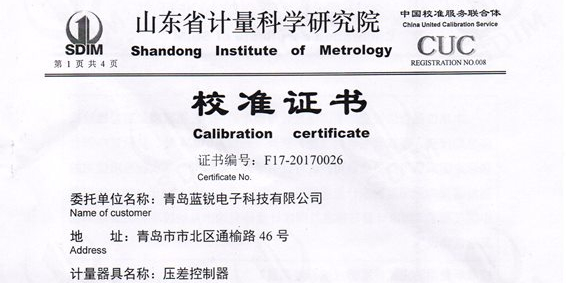 山东省计量科学研究院
Shandong Institute of Metrology
SDIM
第 1 页 共 4 页
中国校准服务联合体
China United Calibration Service
CUC
REGISTRATION NO.008
校准证书
Calibration certificate
证书编号：F17-20170026
Certificate No.
委托单位名称：青岛蓝锐电子科技有限公司
Name of customer
地 址：青岛市市北区通榆路 46 号
Address
计量器具名称：压差控制器